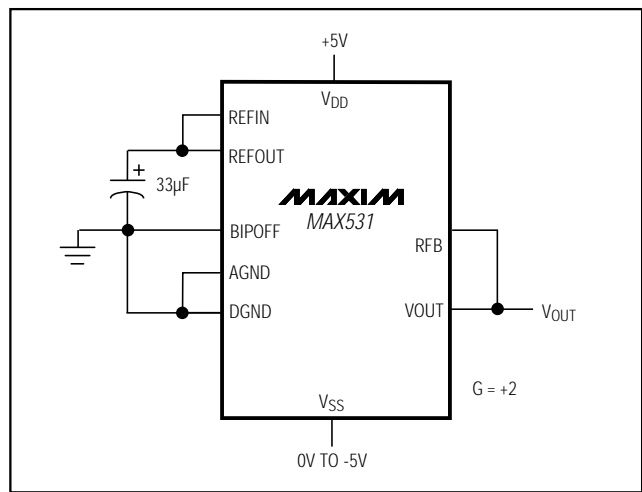 +5V
VDD
REFIN
REFOUT
+
33µF
MAXIM
MAX531
BIPOFF
RFB
AGND
DGND
VOUT
VOUT
G = +2
VSS
0V TO -5V